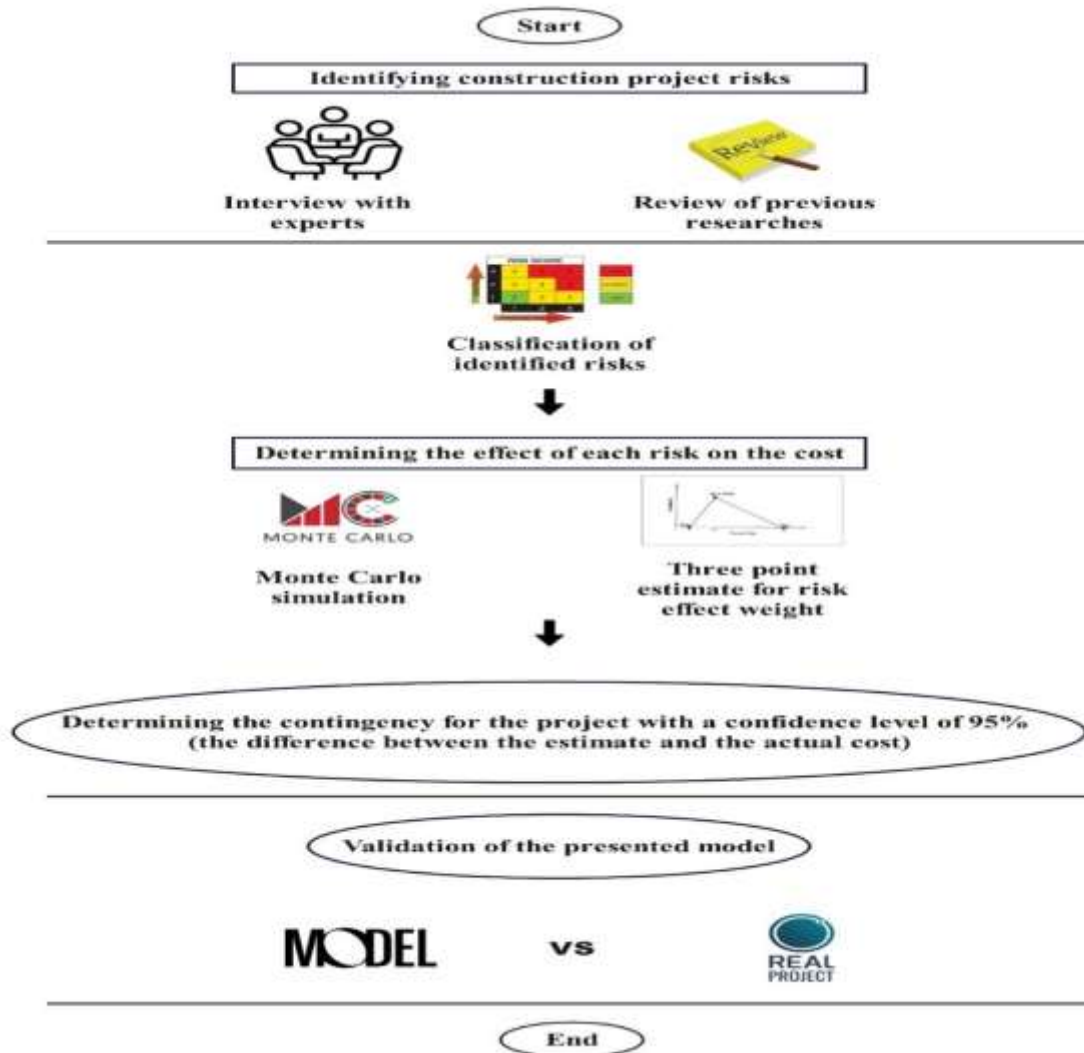 Start
Identifying construction project risks
Review
Interview with
experts
Review of previous
researches
Classification of
identified risks
Determining the effect of each risk on the cost
MC
MONTE CARLO
Monte Carlo
simulation
Three point
estimate for risk
effect weight
Determining the contingency for the project with a confidence level of 95%
(the difference between the estimate and the actual cost)
Validation of the presented model
MODEL
vs
REAL
PROJECT
End